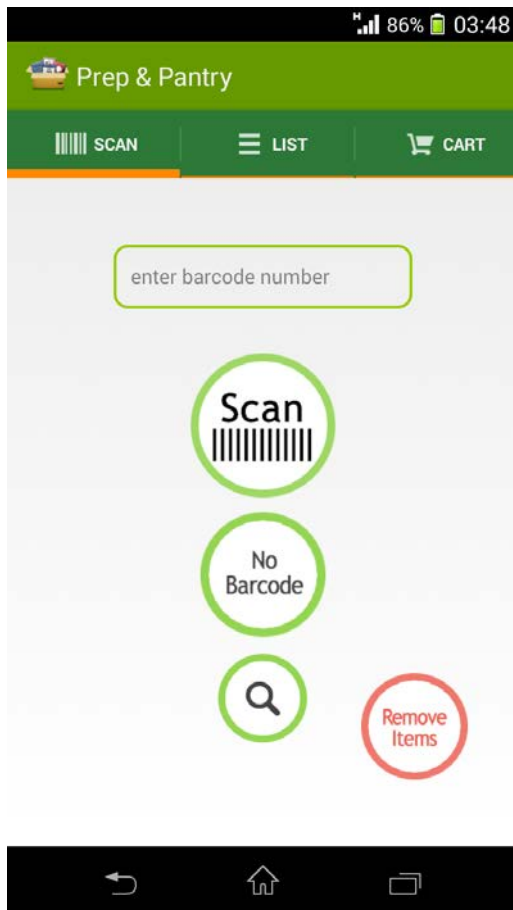 H 86% 03:48
Prep & Pantry
SCAN LIST CART
enter barcode number
Scan
No
Barcode
Remove
Items